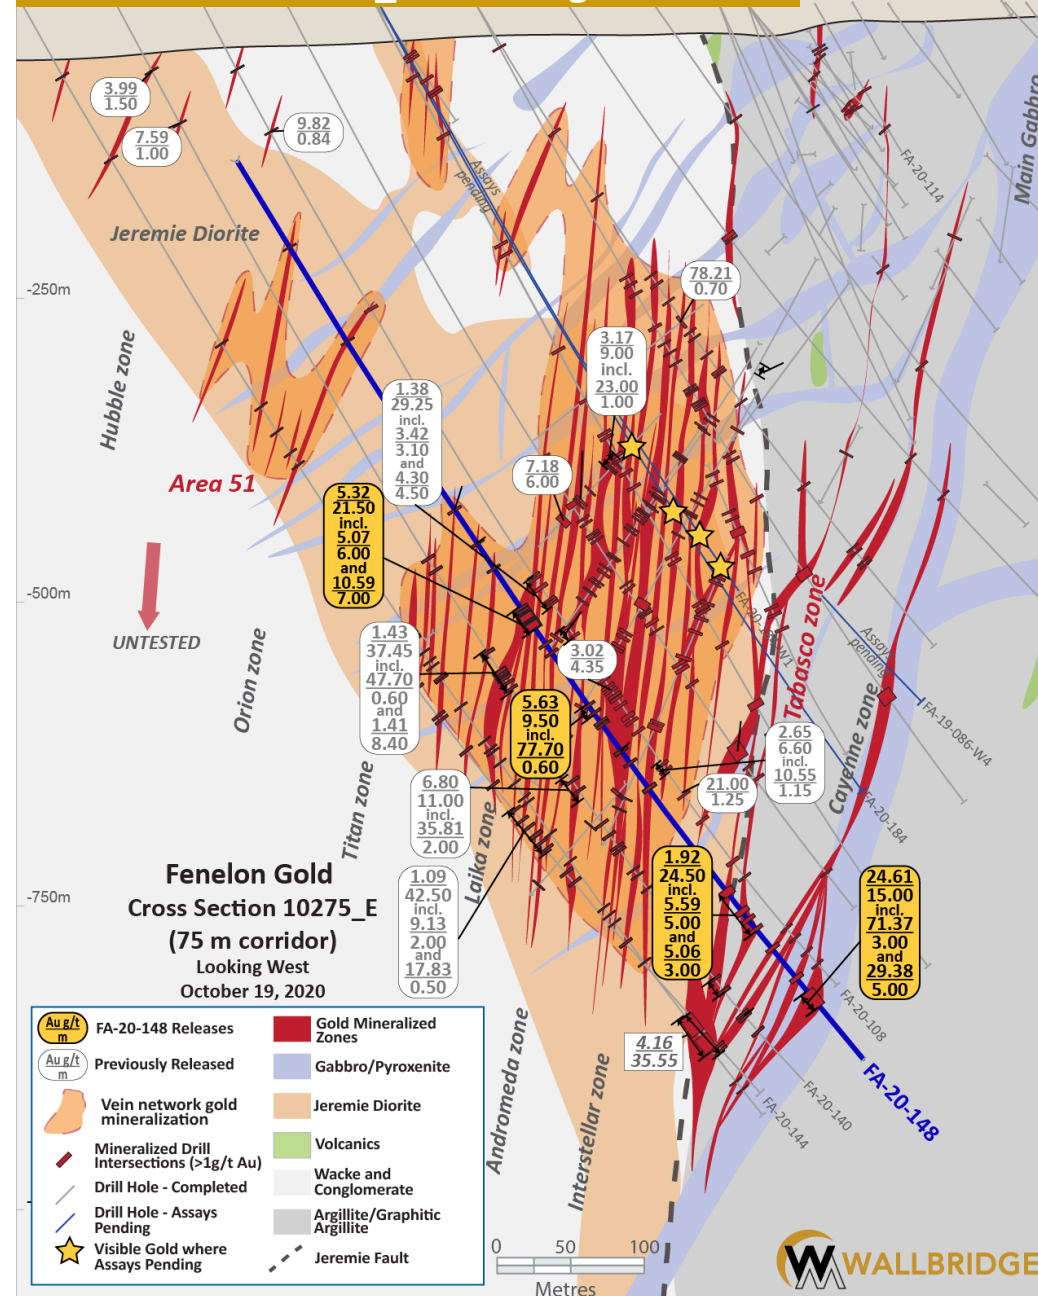 3.99
1.50
7.59
1.00
9.82
0.84
Assays
pending
FA-20-114
Main Gabbro
Jeremie Diorite
-250m
78.21
0.70
3.17
9.00
incl.
23.00
1.00
Hubble zone
1.38
29.25
incl.
3.42
3.10
and
4.30
4.50
7.18
6.00
Area 51
5.32
21.50
incl.
5.07
6.00
and
10.59
7.00
-500m
UNTESTED
Orion zone
1.43
37.45
incl.
47.70
0.60
and
1.41
8.40
3.02
4.35
Tabasco zone
Assays
pending
FA-19-086-W4
5.63
9.50
incl.
77.70
0.60
2.65
6.60
incl.
10.55
1.15
Cayenne zone
21.00
1.25
FA-20-184
Titan zone
6.80
11.00
incl.
35.81
2.00
Laika zone
1.92
24.50
incl.
5.59
5.00
and
5.06
3.00
24.61
15.00
incl.
71.37
3.00
and
29.38
5.00
-750m
Fenelon Gold
Cross Section 10275_E
(75 m corridor)
Looking West
October 19, 2020
1.09
42.50
incl.
9.13
2.00
and
17.83
0.50
FA-20-108
4.16
35.55
FA-20-148
FA-20-140
FA-20-144
Andromeda zone
Interstellar zone
Au g/t
m
FA-20-148 Releases
Au g/t
m
Previously Released
Vein network gold
mineralization
Mineralized Drill
Intersections (>1g/t Au)
Drill Hole - Completed
Drill Hole - Assays
Pending
Visible Gold where
Assays Pending
Gold Mineralized
Zones
Gabbro/Pyroxenite
Jeremie Diorite
Volcanics
Wacke and
Conglomerate
Argillite/Graphitic
Argillite
Jeremie Fault
0 50 100
Metres
WALLBRIDGE